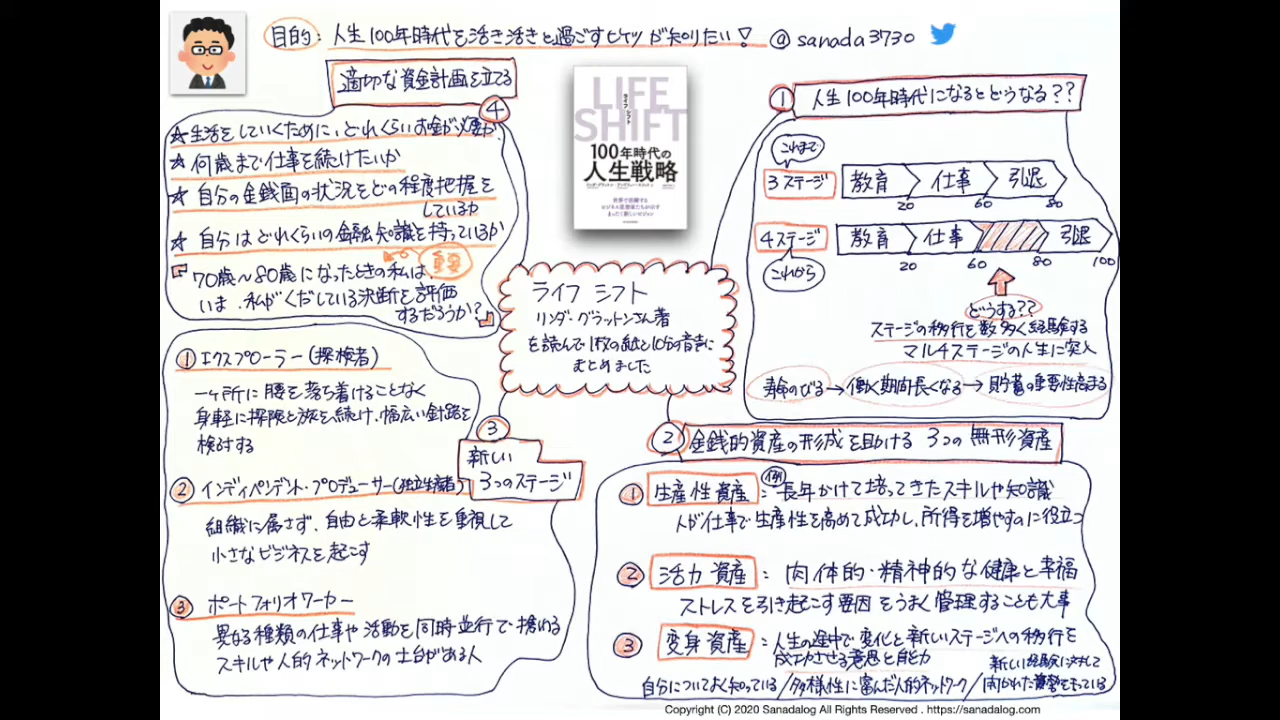 目的: 人生100年時代を活き活きと過ごすヒケツが知りたい!
@sanada3730
LIFE
SHIFT
ライフ シフト
100年時代の
人生戦略
ライフ シフト
リンダ・グラットンさん著
を読んで1枚の紙と10分の音声に
まとめました
① 人生100年時代になるとどうなる??
これまで
3ステージ
教育 仕事 引退
20 60 80
4ステージ
教育 仕事 引退
20 60 80 100
これから
どうする??
ステージの移行を数多く経験する
マルチステージの人生に突入
寿命のびる→働く期間長くなる→貯蓄の重要性高まる
② 金銭的資産の形成を助ける 3つの無形資産
① 生産性資産: 例 長年かけて培ってきたスキルや知識
人が仕事で生産性を高めて成功し、所得を増やすのに役立つ
② 活力資産: 肉体的・精神的な健康と幸福
ストレスを引き起こす要因をうまく管理することも大事
③ 変身資産: 人生の途中で変化と新しいステージへの移行を
成功させる意思と能力
自分についてよく知っている/多様性に富んだ人的ネットワーク/
新しい経験に対して
開かれた姿勢をもっている
③
新しい
3つのステージ
① エクスプローラー(探検者)
一ヶ所に腰を落ち着けることなく
身軽に探険と旅を続け、幅広い針路を
検討する
② インディペンデント・プロデューサー(独立生産者)
組織に属さず、自由と柔軟性を重視して
小さなビジネスを起こす
③ ポートフォリオワーカー
異なる種類の仕事や活動を同時並行で携わる
スキルや人的ネットワークの土台がある人
適切な資金計画を立てる
④
☆生活をしていくために、どれくらいお金が必要か
☆何歳まで仕事を続けたいか
☆自分の金銭面の状況をどの程度把握を
しているか
☆自分はどれくらいの金融知識を持っているか
重要
「70歳~80歳になったときの私は、
いま、私がくだしている決断を評価
するだろうか?」
Copyright (C) 2020 Sanadalog All Rights Reserved . https://sanadalog.com